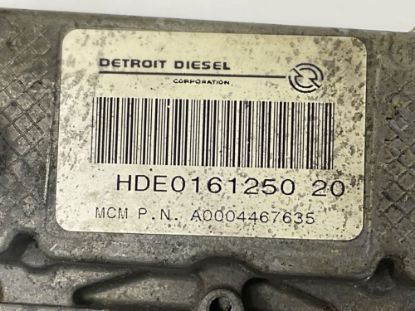 DETROIT DIESEL
CORPORATION
HDE0161250 20
MCM P.N. A0004467635